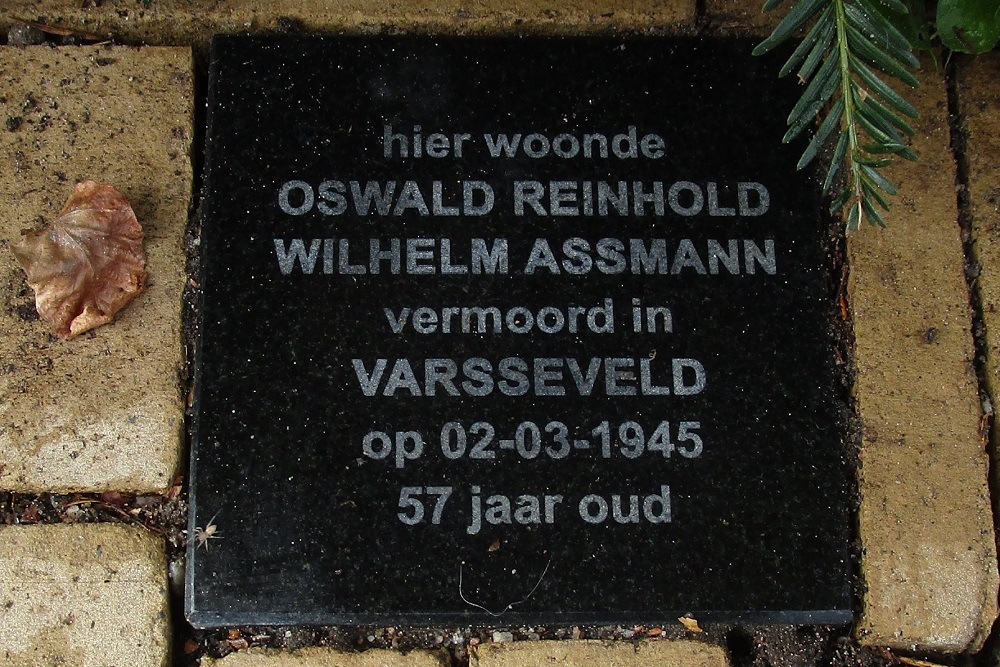 hier woonde
OSWALD REINHOLD
WILHELM ASSMANN
vermoord in
VARSSEVELD
op 02-03-1945
57 jaar oud